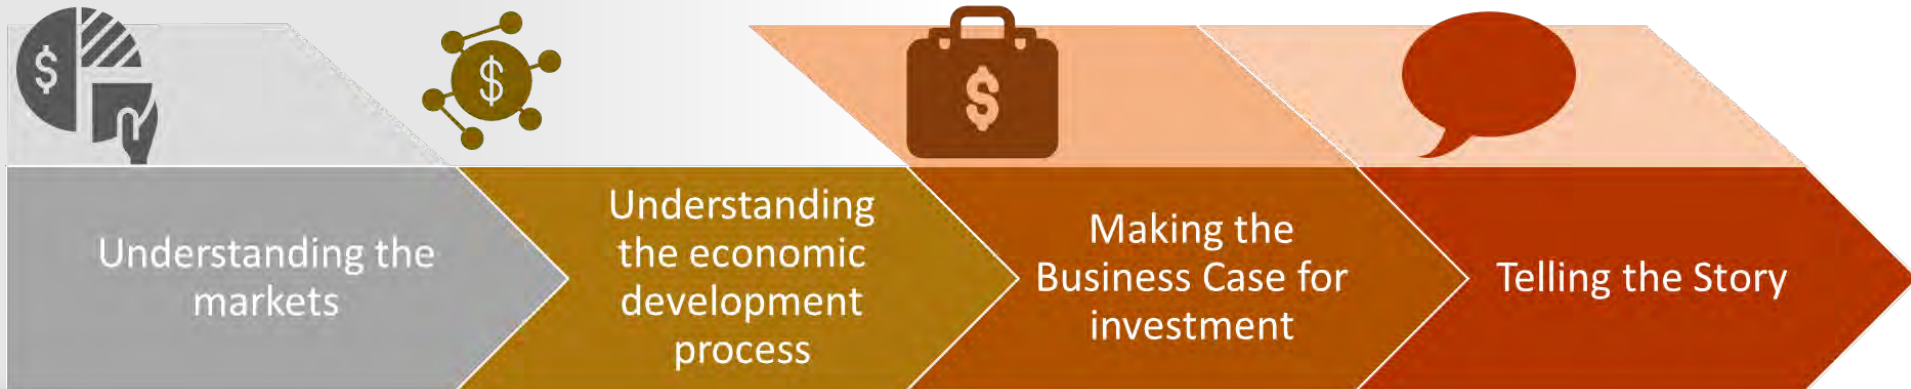 $
$
$
Understanding the
markets
Understanding
the economic
development
process
Making the
Business Case for
investment
Telling the Story